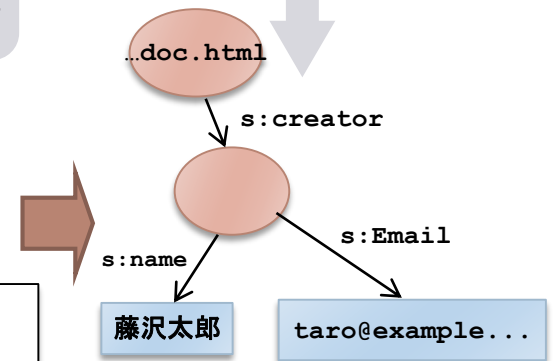 …doc.html
s:creator
s:Email
s:name
藤沢太郎
taro@example...